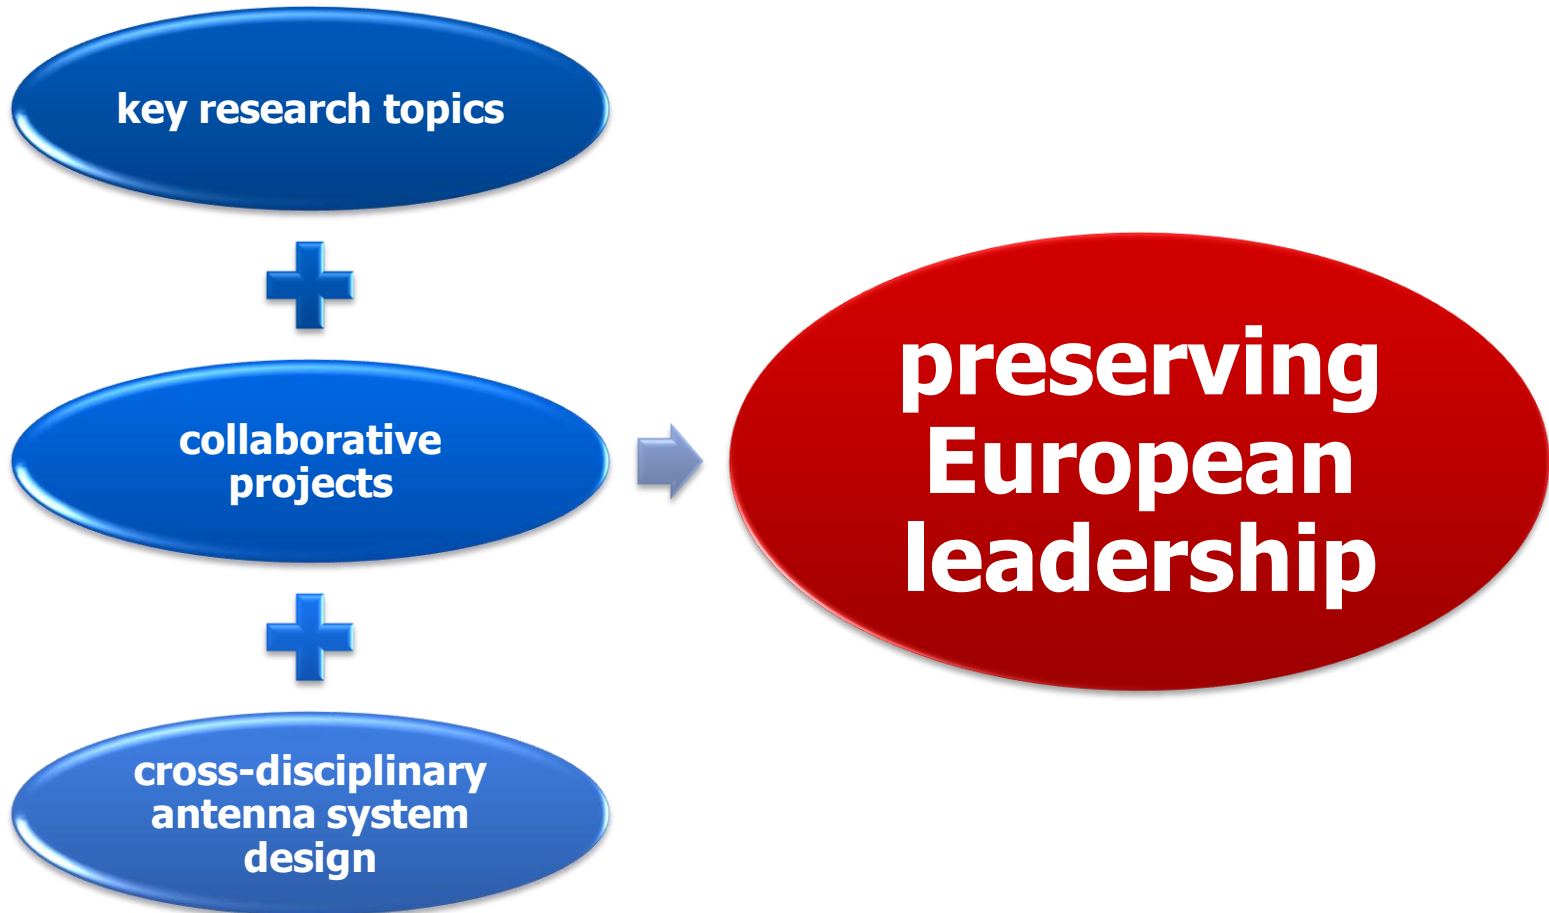 key research topics
collaborative
projects
cross-disciplinary
antenna system
design
preserving
European
leadership